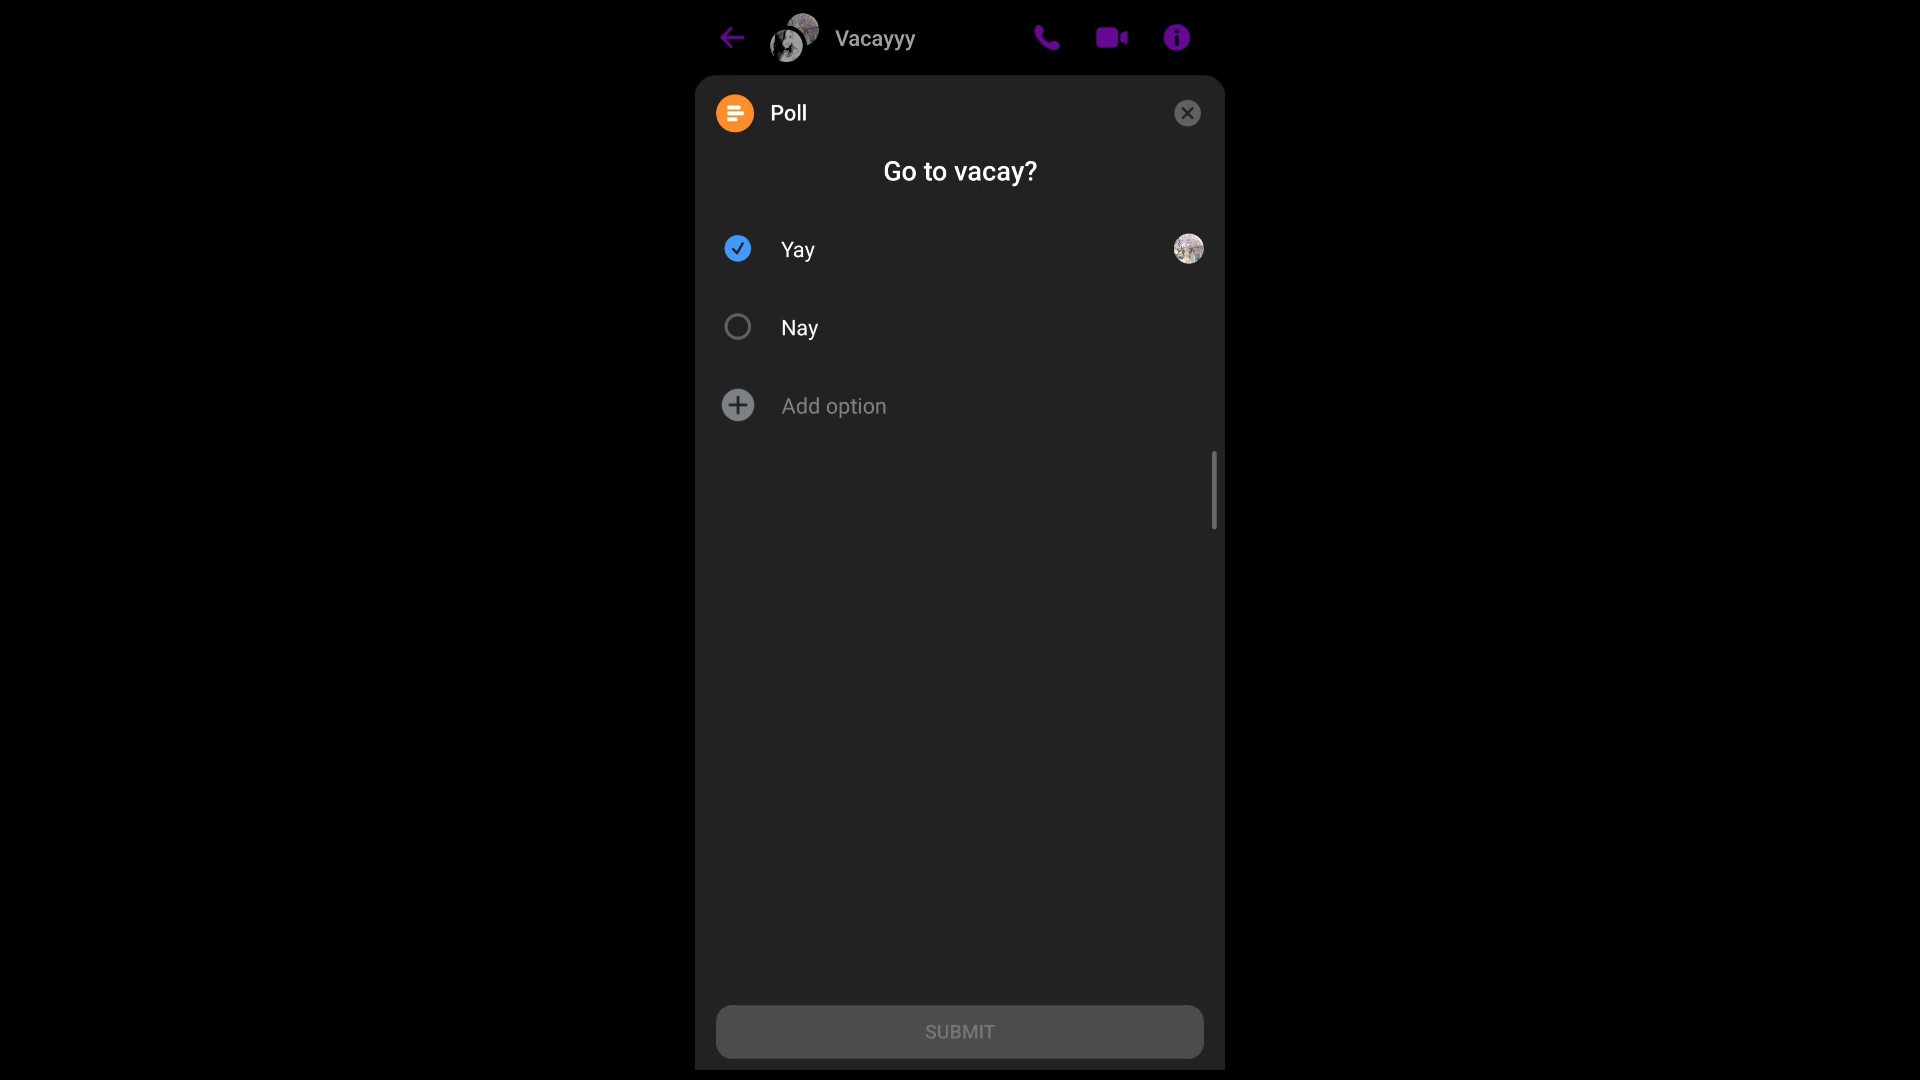 Vacayyy
Poll
Go to vacay?
Yay
Nay
Add option
SUBMIT